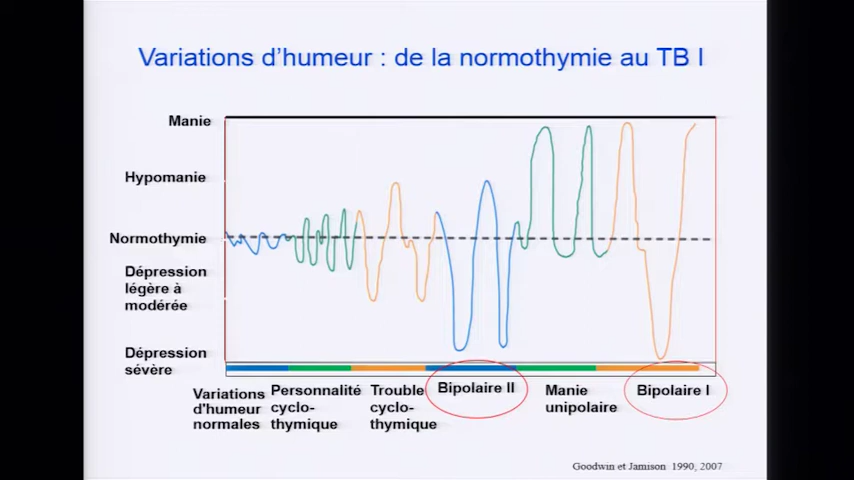 Variations d’humeur : de la normothymie au TB I
Manie
Hypomanie
Normothymie
Dépression
légère à
modérée
Dépression
sévère
Variations
d'humeur
normales
Personnalité
cyclo-
thymique
Trouble
cyclo-
thymique
Bipolaire II
Manie
unipolaire
Bipolaire I
Goodwin et Jamison 1990, 2007